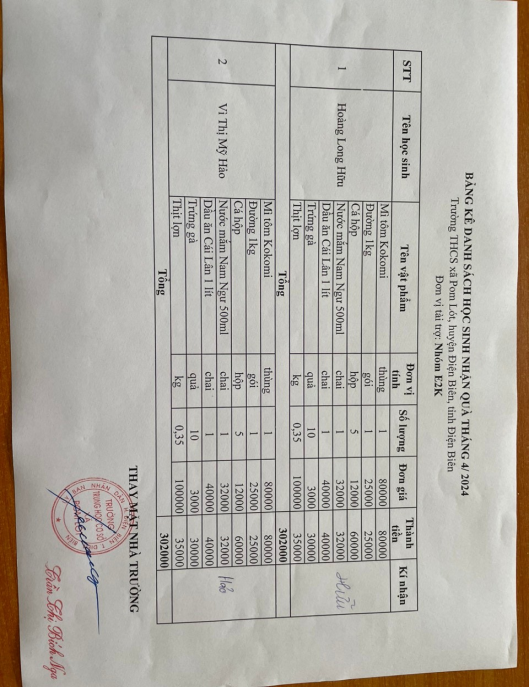 BẢNG KÊ DANH SÁCH HỌC SINH NHẬN QUÀ THÁNG 4/ 2024
Trường THCS xã Pom Lót, huyện Điện Biên, tỉnh Điện Biên
Đơn vị tài trợ: Nhóm E2K
STT Tên học sinh Tên vật phẩm Đơn vị tính Số lượng Đơn giá Thành tiền Kí nhận
1 Hoàng Long Hữu Mì tôm Kokomi thùng 1 80000 80000 Hữu
Đường 1kg gói 1 25000 25000
Cá hộp hộp 5 12000 60000
Nước mắm Nam Ngư 500ml chai 1 32000 32000
Dầu ăn Cái Lân 1 lít chai 1 40000 40000
Trứng gà quả 10 3000 30000
Thịt lợn kg 0,35 100000 35000
Tổng 302000
2 Vì Thị Mỹ Hảo Mì tôm Kokomi thùng 1 80000 80000 Hảo
Đường 1kg gói 1 25000 25000
Cá hộp hộp 5 12000 60000
Nước mắm Nam Ngư 500ml chai 1 32000 32000
Dầu ăn Cái Lân 1 lít chai 1 40000 40000
Trứng gà quả 10 3000 30000
Thịt lợn kg 0,35 100000 35000
Tổng 302000
THAY MẶT NHÀ TRƯỜNG
TRƯỜNG
TRUNG HỌC CƠ SỞ
Trần Thị Bích Nga